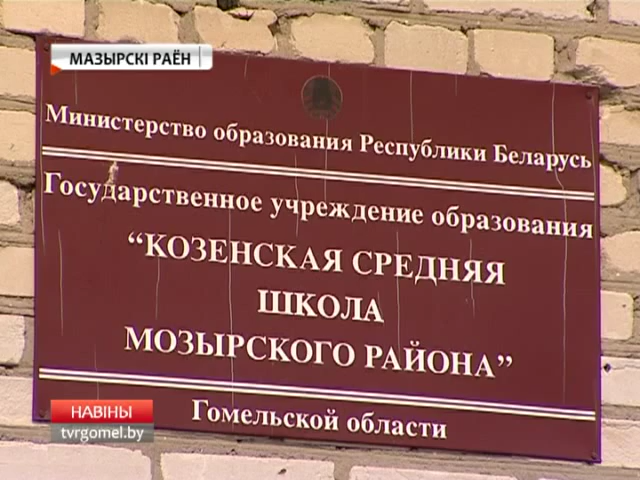 МАЗЫРСКІ РАЁН
Министерство образования Республики Беларусь
Государственное учреждение образования
“КОЗЕНСКАЯ СРЕДНЯЯ
ШКОЛА
МОЗЫРСКОГО РАЙОНА”
Гомельской области
НАВІНЫ
tvrgomel.by